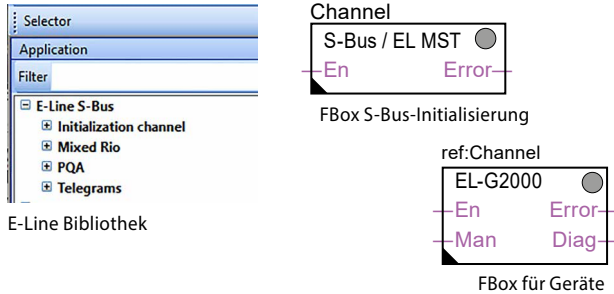 Selector
Application
Filter
E-Line S-Bus
Initialization channel
Mixed Rio
PQA
Telegrams
E-Line Bibliothek
Channel
S-Bus / EL MST
En Error
FBox S-Bus-Initialisierung
ref:Channel
EL-G2000
En Error
Man Diag
FBox für Geräte